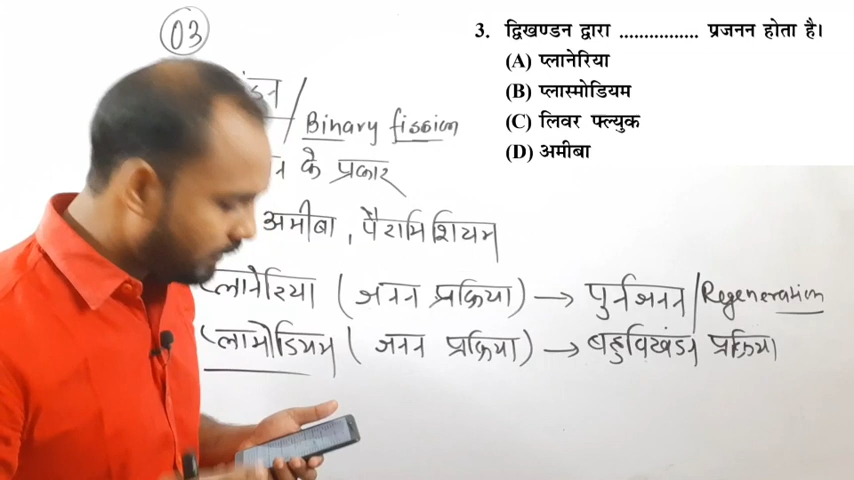 03
3. द्विखण्डन द्वारा ................ प्रजनन होता है।
(A) प्लानेरिया
(B) प्लास्मोडियम
(C) लिवर फ्ल्युक
(D) अमीबा
Binary fission
के प्रकार
अमीबा, पैरामिशियम
(जनन प्रक्रिया) → पुर्नजनन / Regeneration
(जनन प्रक्रिया) → बहुविखंडन प्रक्रिया